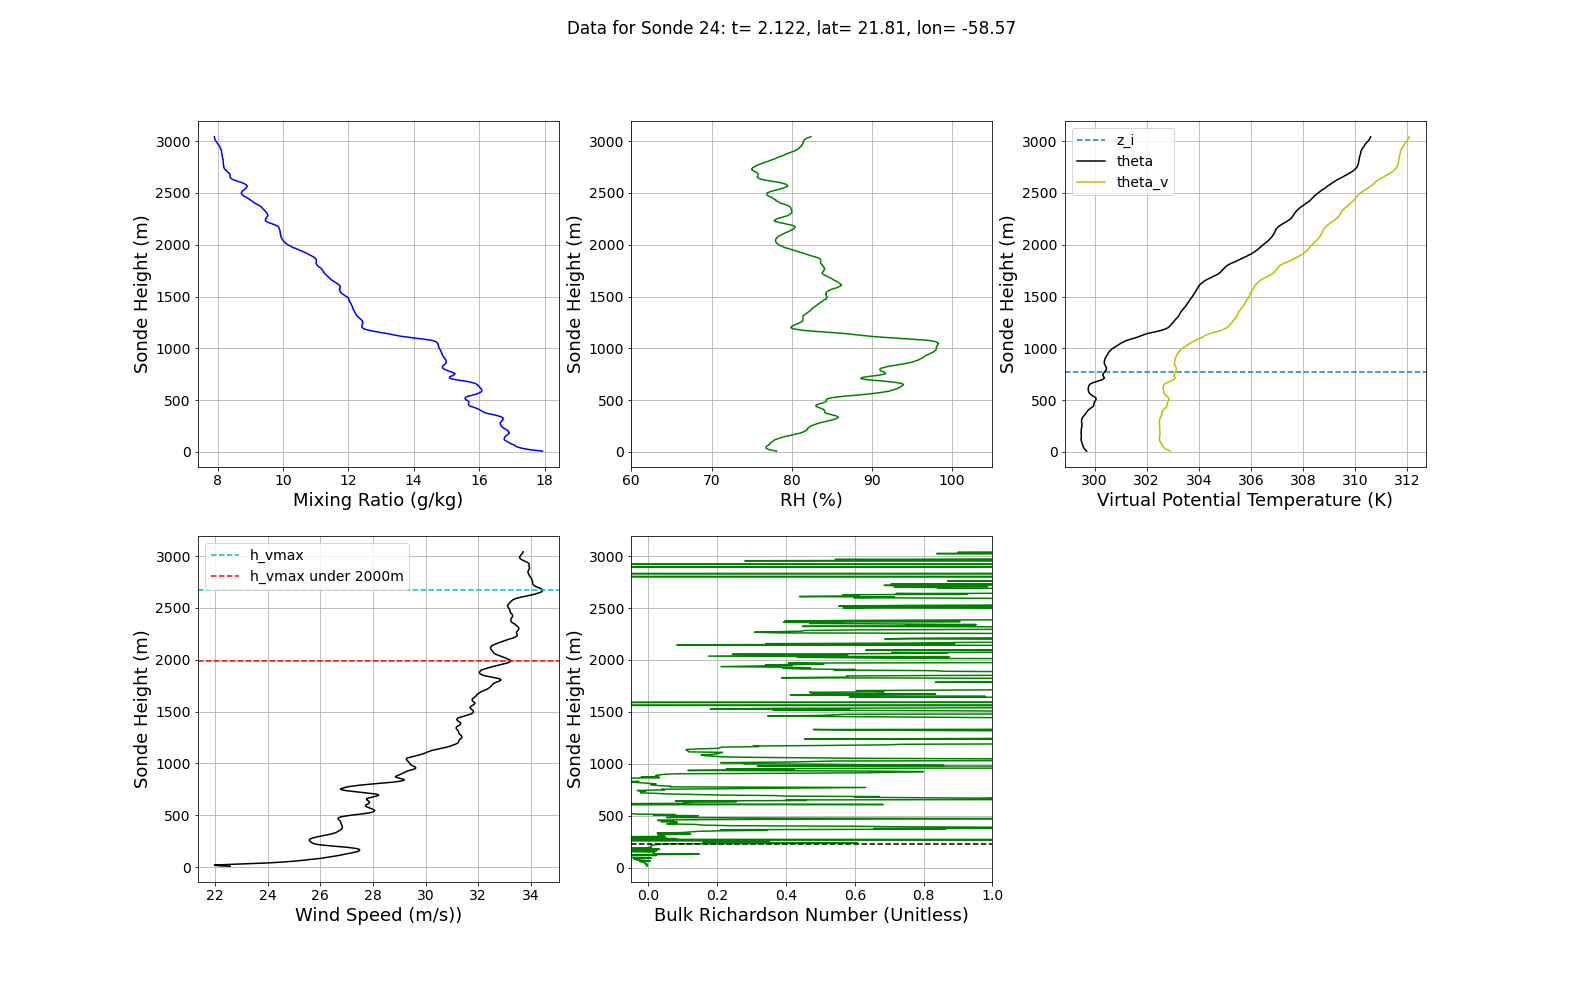 Data for Sonde 24: t= 2.122, lat= 21.81, lon= -58.57
3000
2500
2000
1500
1000
500
0
Sonde Height (m)
8 10 12 14 16 18
Mixing Ratio (g/kg)
3000
2500
2000
1500
1000
500
0
Sonde Height (m)
60 70 80 90 100
RH (%)
3000
2500
2000
1500
1000
500
0
Sonde Height (m)
z_i
theta
theta_v
300 302 304 306 308 310 312
Virtual Potential Temperature (K)
3000
2500
2000
1500
1000
500
0
Sonde Height (m)
h_vmax
h_vmax under 2000m
22 24 26 28 30 32 34
Wind Speed (m/s))
3000
2500
2000
1500
1000
500
0
Sonde Height (m)
0.0 0.2 0.4 0.6 0.8 1.0
Bulk Richardson Number (Unitless)